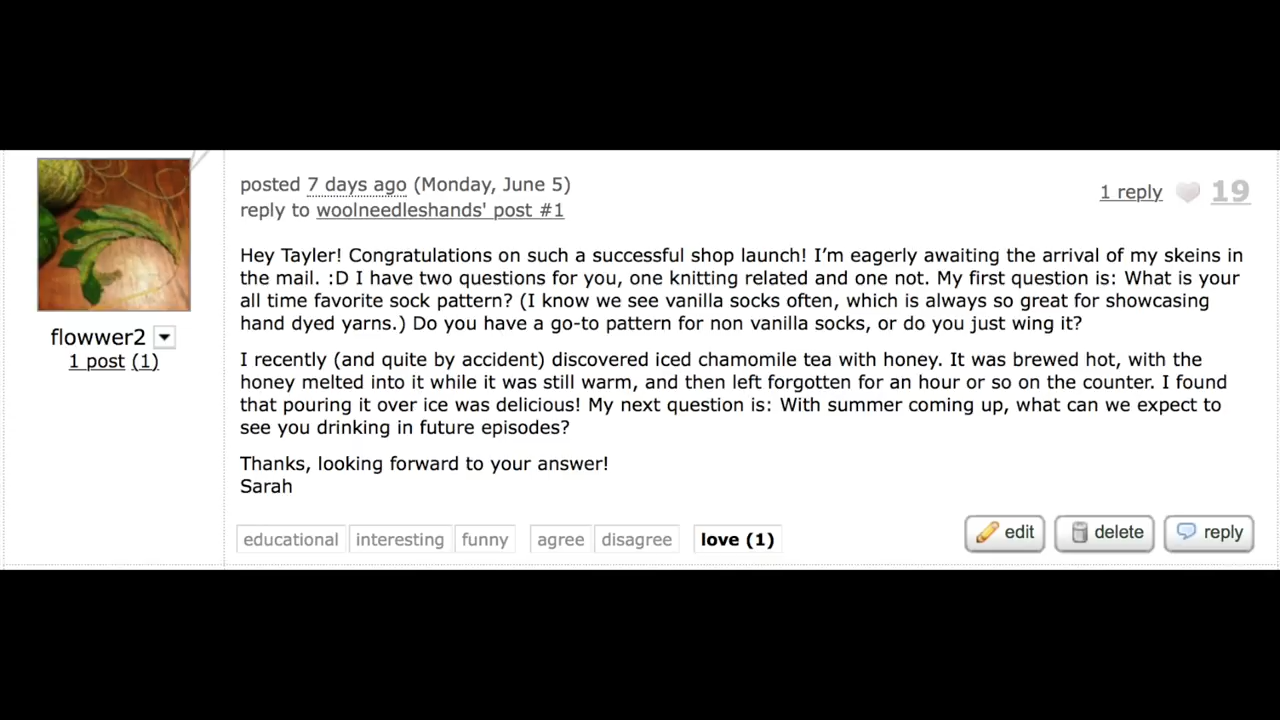 posted 7 days ago (Monday, June 5)
reply to woolneedleshands' post #1
1 reply 19
Hey Tayler! Congratulations on such a successful shop launch! I’m eagerly awaiting the arrival of my skeins in
the mail. :D I have two questions for you, one knitting related and one not. My first question is: What is your
all time favorite sock pattern? (I know we see vanilla socks often, which is always so great for showcasing
hand dyed yarns.) Do you have a go-to pattern for non vanilla socks, or do you just wing it?
I recently (and quite by accident) discovered iced chamomile tea with honey. It was brewed hot, with the
honey melted into it while it was still warm, and then left forgotten for an hour or so on the counter. I found
that pouring it over ice was delicious! My next question is: With summer coming up, what can we expect to
see you drinking in future episodes?
Thanks, looking forward to your answer!
Sarah
flowwer2
1 post (1)
educational interesting funny agree disagree love (1)
edit delete reply